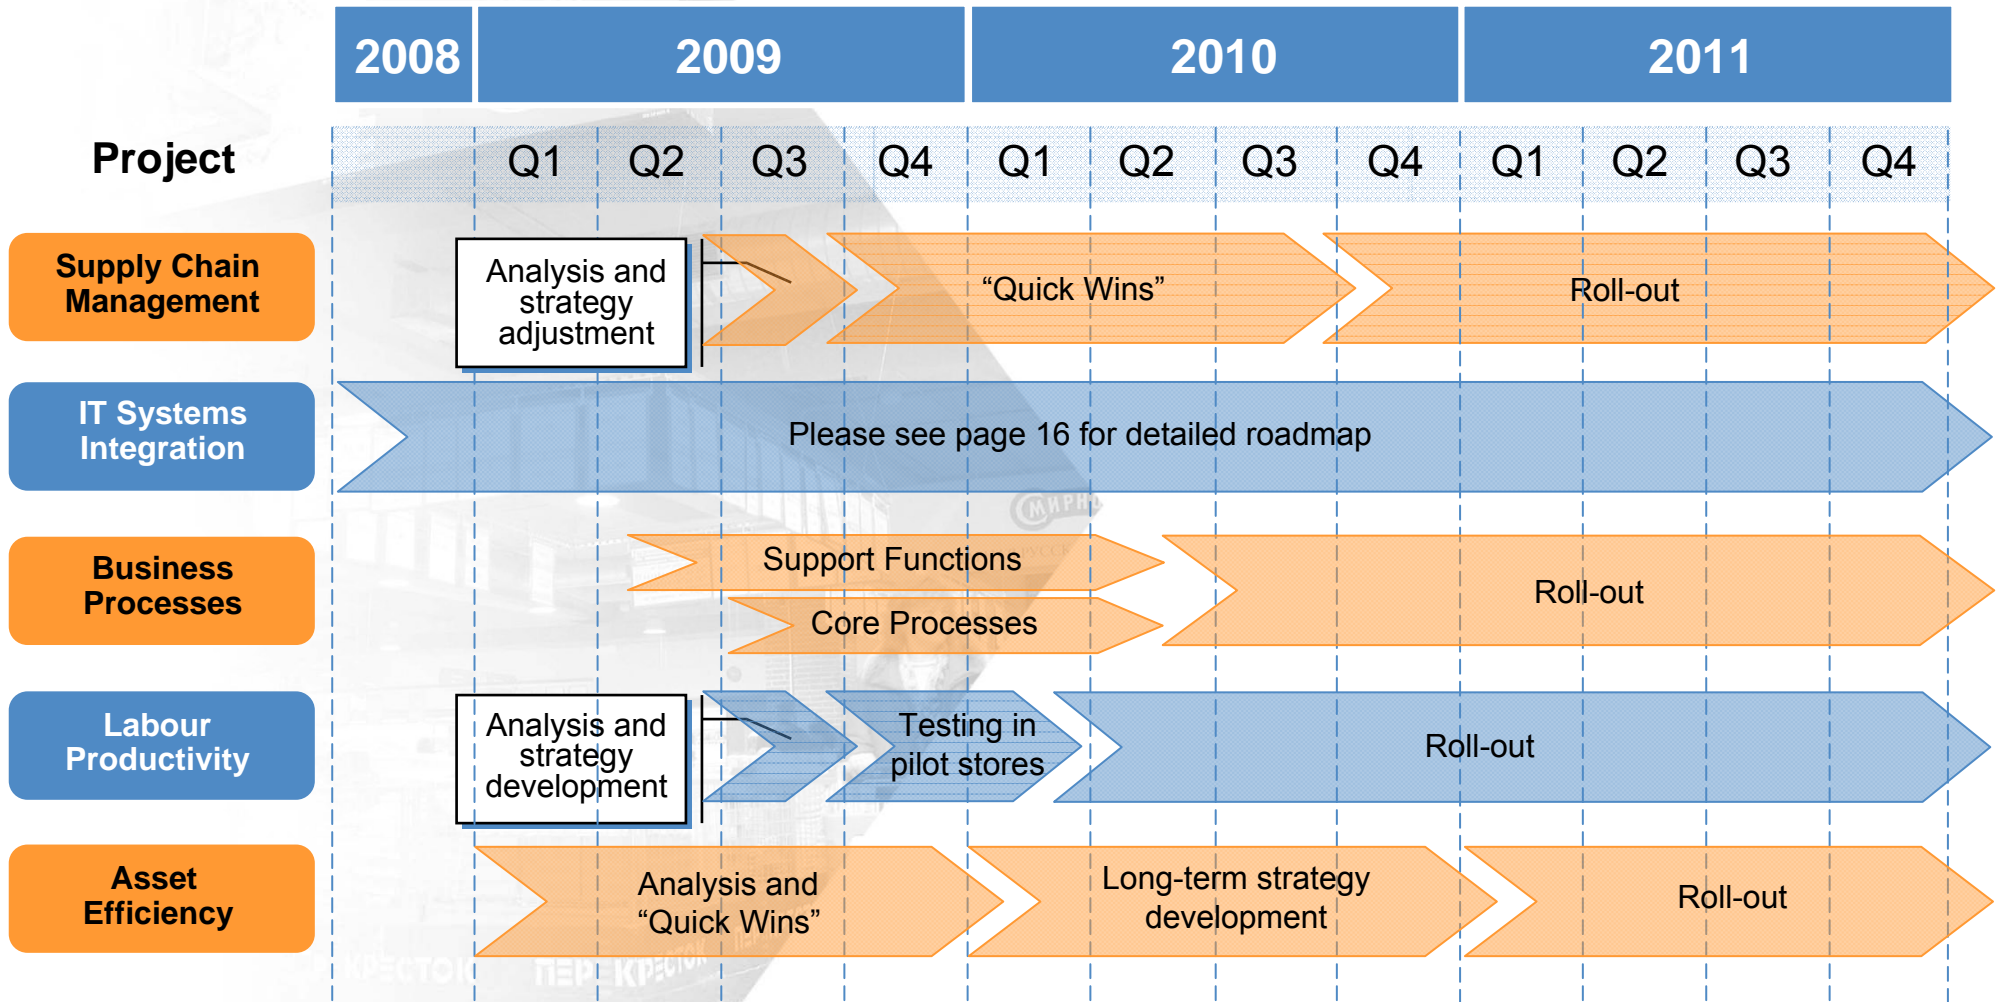 2008 2009 2010 2011
Project Q1 Q2 Q3 Q4 Q1 Q2 Q3 Q4 Q1 Q2 Q3 Q4
Supply Chain
Management
Analysis and
strategy
adjustment
“Quick Wins”
Roll-out
IT Systems
Integration
Please see page 16 for detailed roadmap
Business
Processes
Support Functions
Core Processes
Roll-out
Labour
Productivity
Analysis and
strategy
development
Testing in
pilot stores
Roll-out
Asset
Efficiency
Analysis and
“Quick Wins”
Long-term strategy
development
Roll-out
ПЕРЕКРЕСТОК